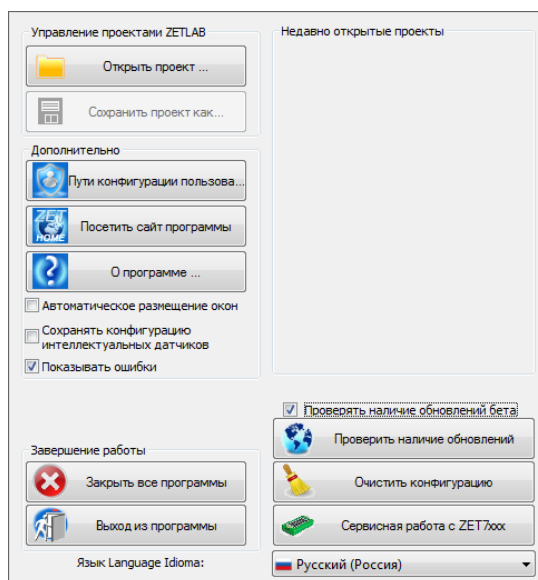 Управление проектами ZETLAB
Открыть проект ...
Сохранить проект как...
Дополнительно
Пути конфигурации пользова...
ZET
HOME
Посетить сайт программы
О программе ...
Автоматическое размещение окон
Сохранять конфигурацию
интеллектуальных датчиков
Показывать ошибки
Завершение работы
Закрыть все программы
Выход из программы
Язык Language Idioma:
Недавно открытые проекты
Проверять наличие обновлений бета
Проверить наличие обновлений
Очистить конфигурацию
Сервисная работа с ZET7xxx
Русский (Россия)